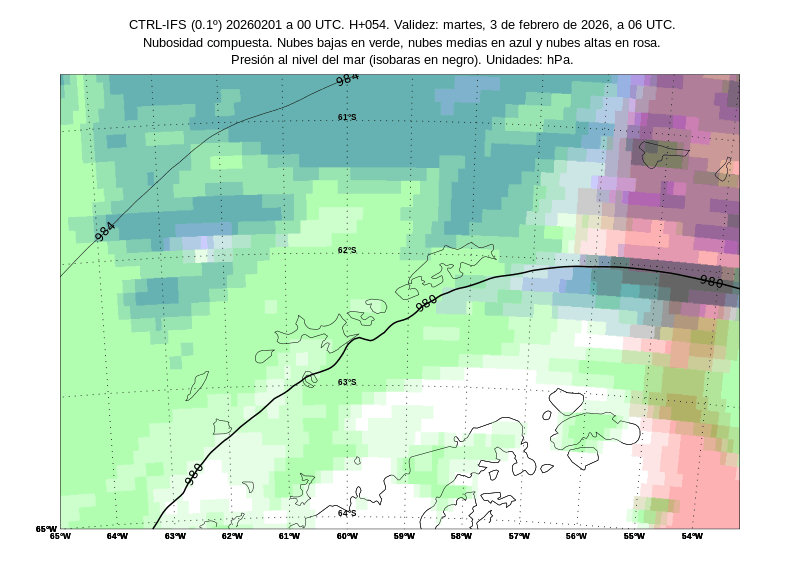 CTRL-IFS (0.1º) 20260201 a 00 UTC. H+054. Validez: martes, 3 de febrero de 2026, a 06 UTC.
Nubosidad compuesta. Nubes bajas en verde, nubes medias en azul y nubes altas en rosa.
Presión al nivel del mar (isobaras en negro). Unidades: hPa.
984
61°S
984
62°S
980
980
63°S
980
64°S
65°W
65°W 64°W 63°W 62°W 61°W 60°W 59°W 58°W 57°W 56°W 55°W 54°W